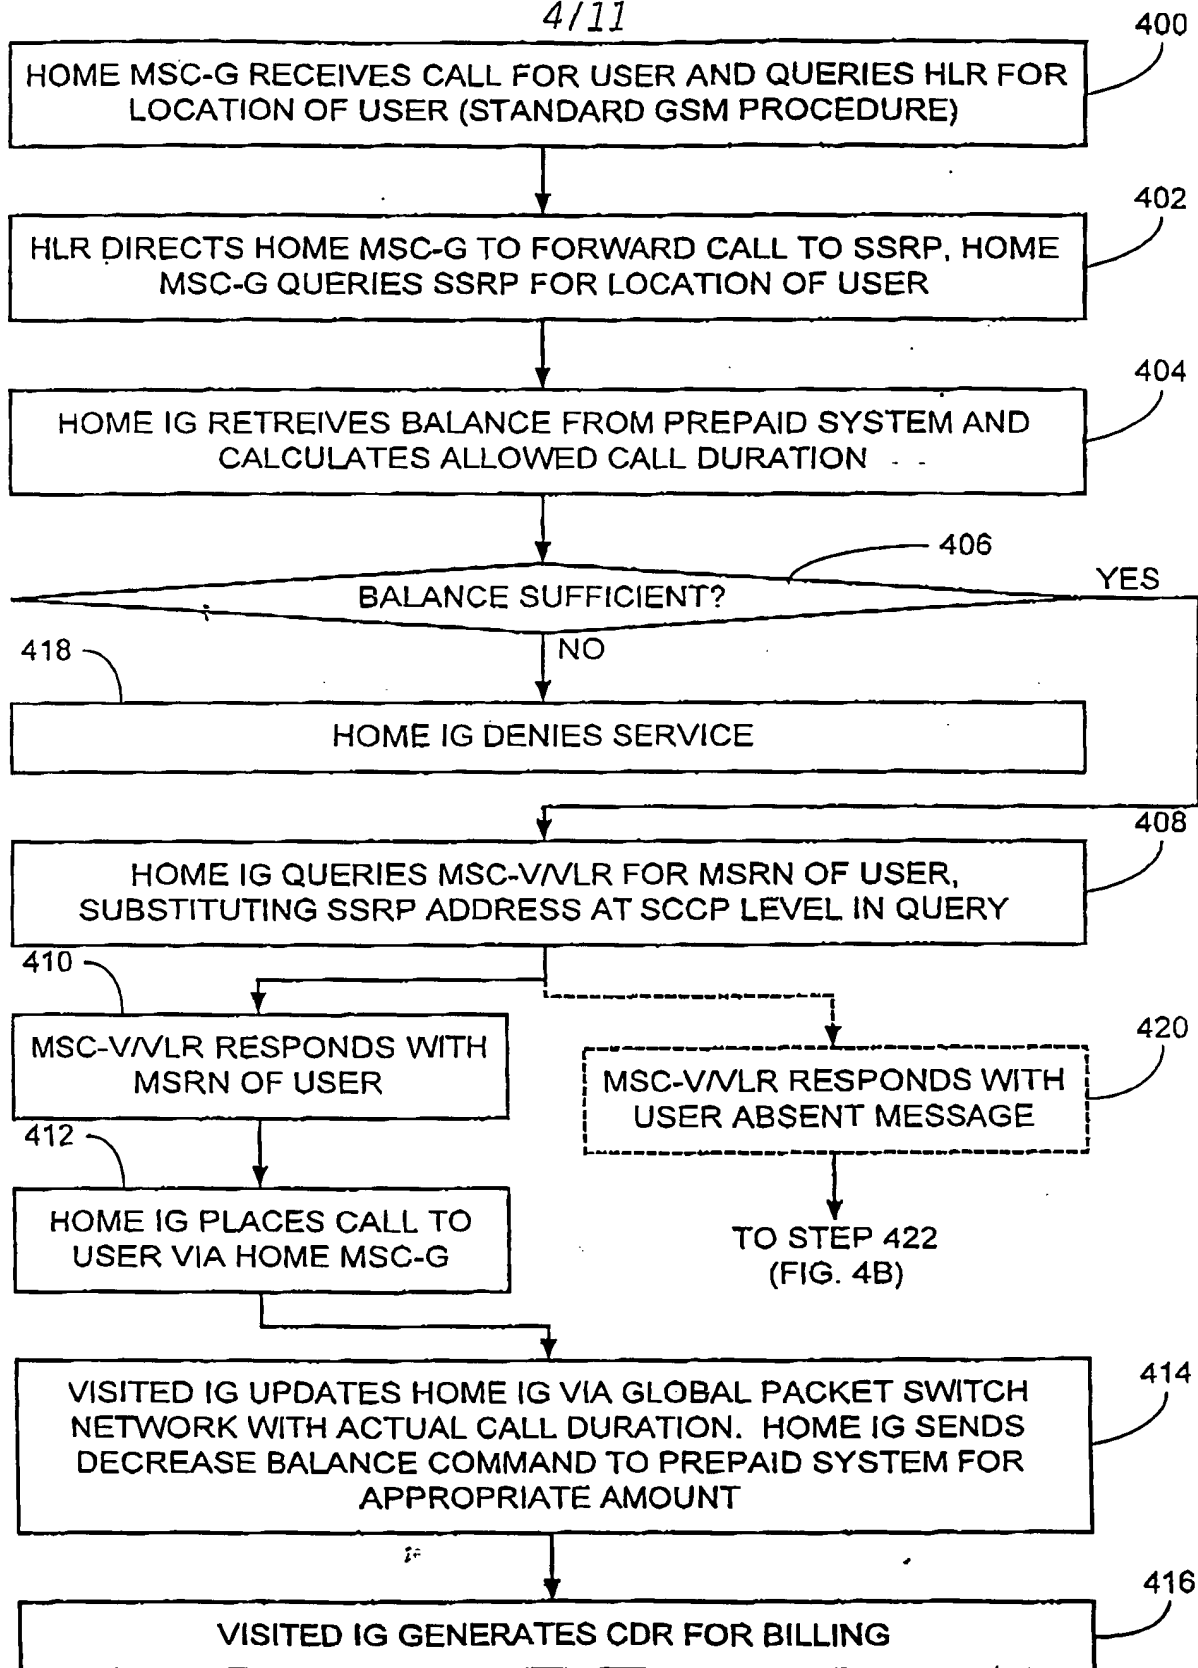 4/11
400
HOME MSC-G RECEIVES CALL FOR USER AND QUERIES HLR FOR
LOCATION OF USER (STANDARD GSM PROCEDURE)
402
HLR DIRECTS HOME MSC-G TO FORWARD CALL TO SSRP, HOME
MSC-G QUERIES SSRP FOR LOCATION OF USER
404
HOME IG RETREIVES BALANCE FROM PREPAID SYSTEM AND
CALCULATES ALLOWED CALL DURATION
406
BALANCE SUFFICIENT?
YES
NO
418
HOME IG DENIES SERVICE
408
HOME IG QUERIES MSC-V/VLR FOR MSRN OF USER,
SUBSTITUTING SSRP ADDRESS AT SCCP LEVEL IN QUERY
410
MSC-V/VLR RESPONDS WITH
MSRN OF USER
420
MSC-V/VLR RESPONDS WITH
USER ABSENT MESSAGE
412
HOME IG PLACES CALL TO
USER VIA HOME MSC-G
TO STEP 422
(FIG. 4B)
414
VISITED IG UPDATES HOME IG VIA GLOBAL PACKET SWITCH
NETWORK WITH ACTUAL CALL DURATION. HOME IG SENDS
DECREASE BALANCE COMMAND TO PREPAID SYSTEM FOR
APPROPRIATE AMOUNT
416
VISITED IG GENERATES CDR FOR BILLING